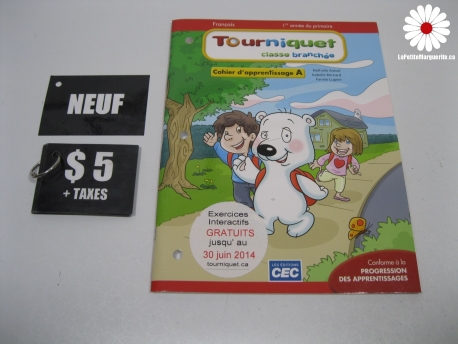 LaPetiteMarguerite.ca
NEUF
$ 5
+ TAXES
Français
1re année du primaire
Tourniquet
classe branchée
Cahier d'apprentissage A
Exercices
Interactifs
GRATUITS
jusqu' au
30 juin 2014
tourniquet.ca
LES ÉDITIONS
CEC
Conforme à la
PROGRESSION
DES APPRENTISSAGES